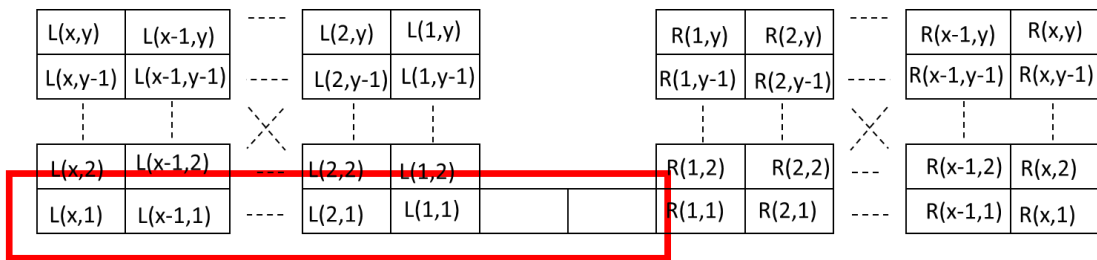 L(x,y) L(x-1,y) L(2,y) L(1,y) R(1,y) R(2,y) R(x-1,y) R(x,y)
L(x,y-1) L(x-1,y-1) L(2,y-1) L(1,y-1) R(1,y-1) R(2,y-1) R(x-1,y-1) R(x,y-1)
L(x,2) L(x-1,2) L(2,2) L(1,2) R(1,2) R(2,2) R(x-1,2) R(x,2)
L(x,1) L(x-1,1) L(2,1) L(1,1) R(1,1) R(2,1) R(x-1,1) R(x,1)